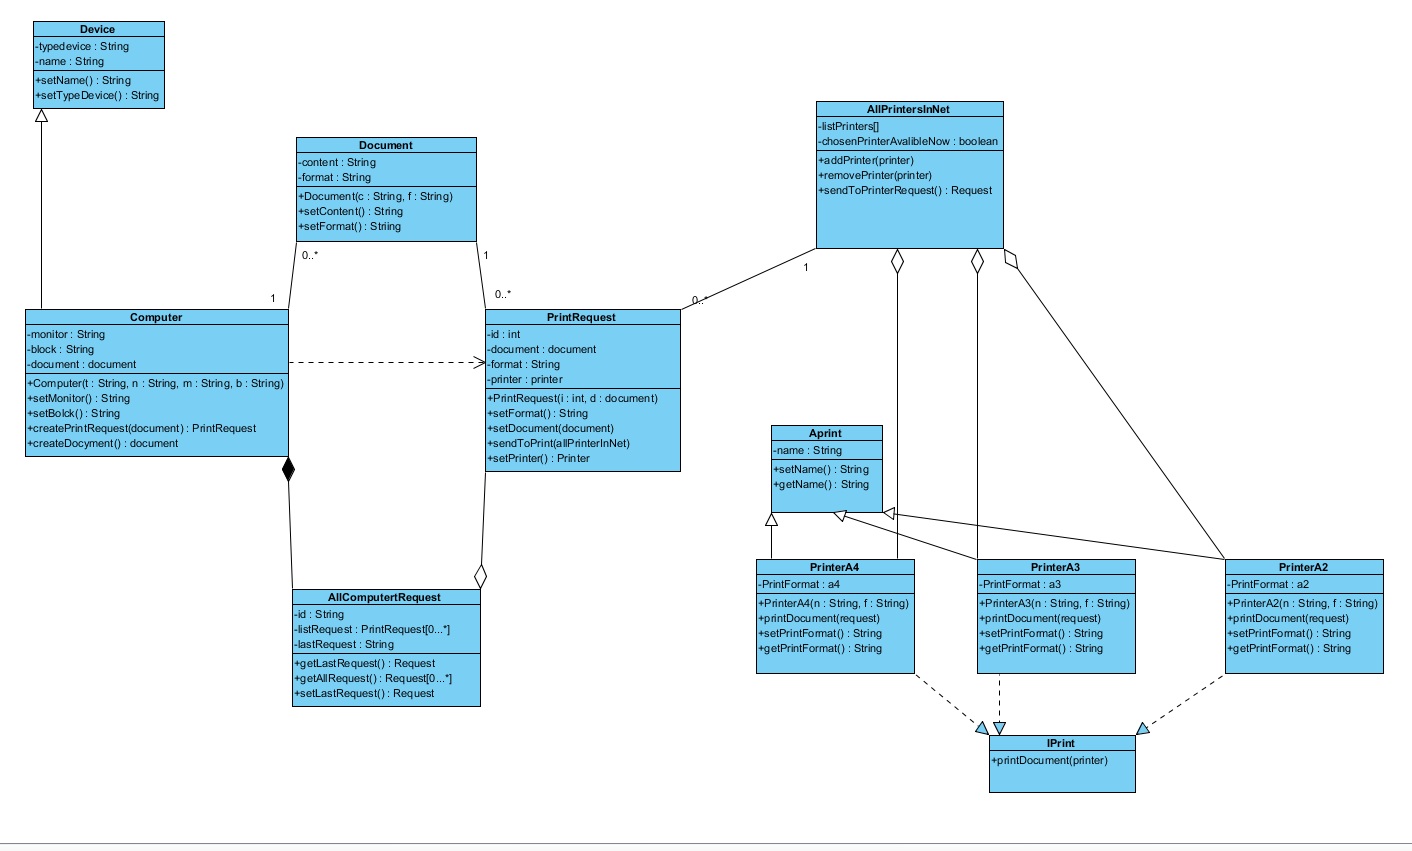 Device
-typedevice : String
-name : String
+setName() : String
+setTypeDevice() : String
Document
-content : String
-format : String
+Document(c : String, f : String)
+setContent() : String
+setFormat() : Striing
0..*
1
1
0..*
AllPrintersInNet
-listPrinters[]
-chosenPrinterAvalibleNow : boolean
+addPrinter(printer)
+removePrinter(printer)
+sendToPrinterRequest() : Request
1
0..*
Computer
-monitor : String
-block : String
-document : document
+Computer(t : String, n : String, m : String, b : String)
+setMonitor() : String
+setBolck() : String
+createPrintRequest(document) : PrintRequest
+createDocyment() : document
PrintRequest
-id : int
-document : document
-format : String
-printer : printer
+PrintRequest(i : int, d : document)
+setFormat() : String
+setDocument(document)
+sendToPrint(allPrinterInNet)
+setPrinter() : Printer
Aprint
-name : String
+setName() : String
+getName() : String
AllComputertRequest
-id : String
-listRequest : PrintRequest[0...*]
-lastRequest : String
+getLastRequest() : Request
+getAllRequest() : Request[0...*]
+setLastRequest() : Request
PrinterA4
-PrintFormat : a4
+PrinterA4(n : String, f : String)
+printDocument(request)
+setPrintFormat() : String
+getPrintFormat() : String
PrinterA3
-PrintFormat : a3
+PrinterA3(n : String, f : String)
+printDocument(request)
+setPrintFormat() : String
+getPrintFormat() : String
PrinterA2
-PrintFormat : a2
+PrinterA2(n : String, f : String)
+printDocument(request)
+setPrintFormat() : String
+getPrintFormat() : String
IPrint
+printDocument(printer)